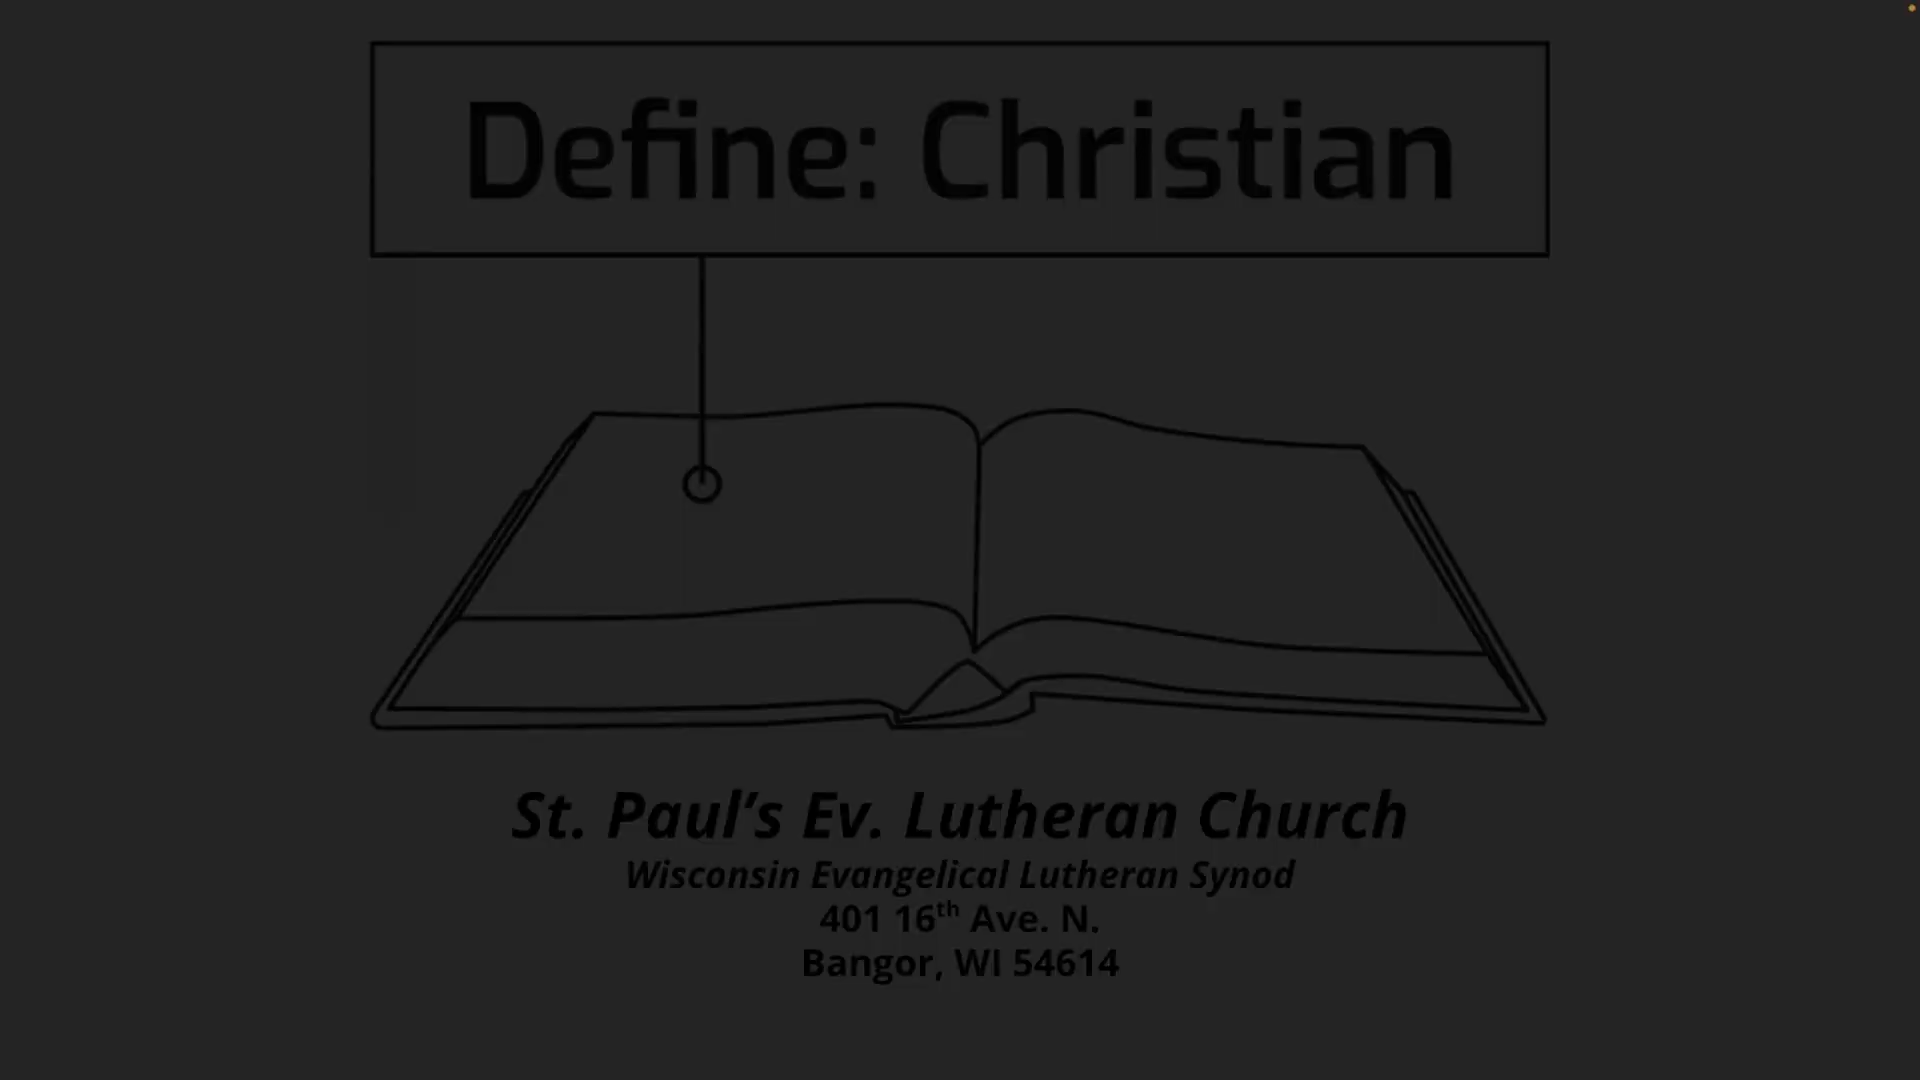 Define: Christian
St. Paul’s Ev. Lutheran Church
Wisconsin Evangelical Lutheran Synod
401 16th Ave. N.
Bangor, WI 54614